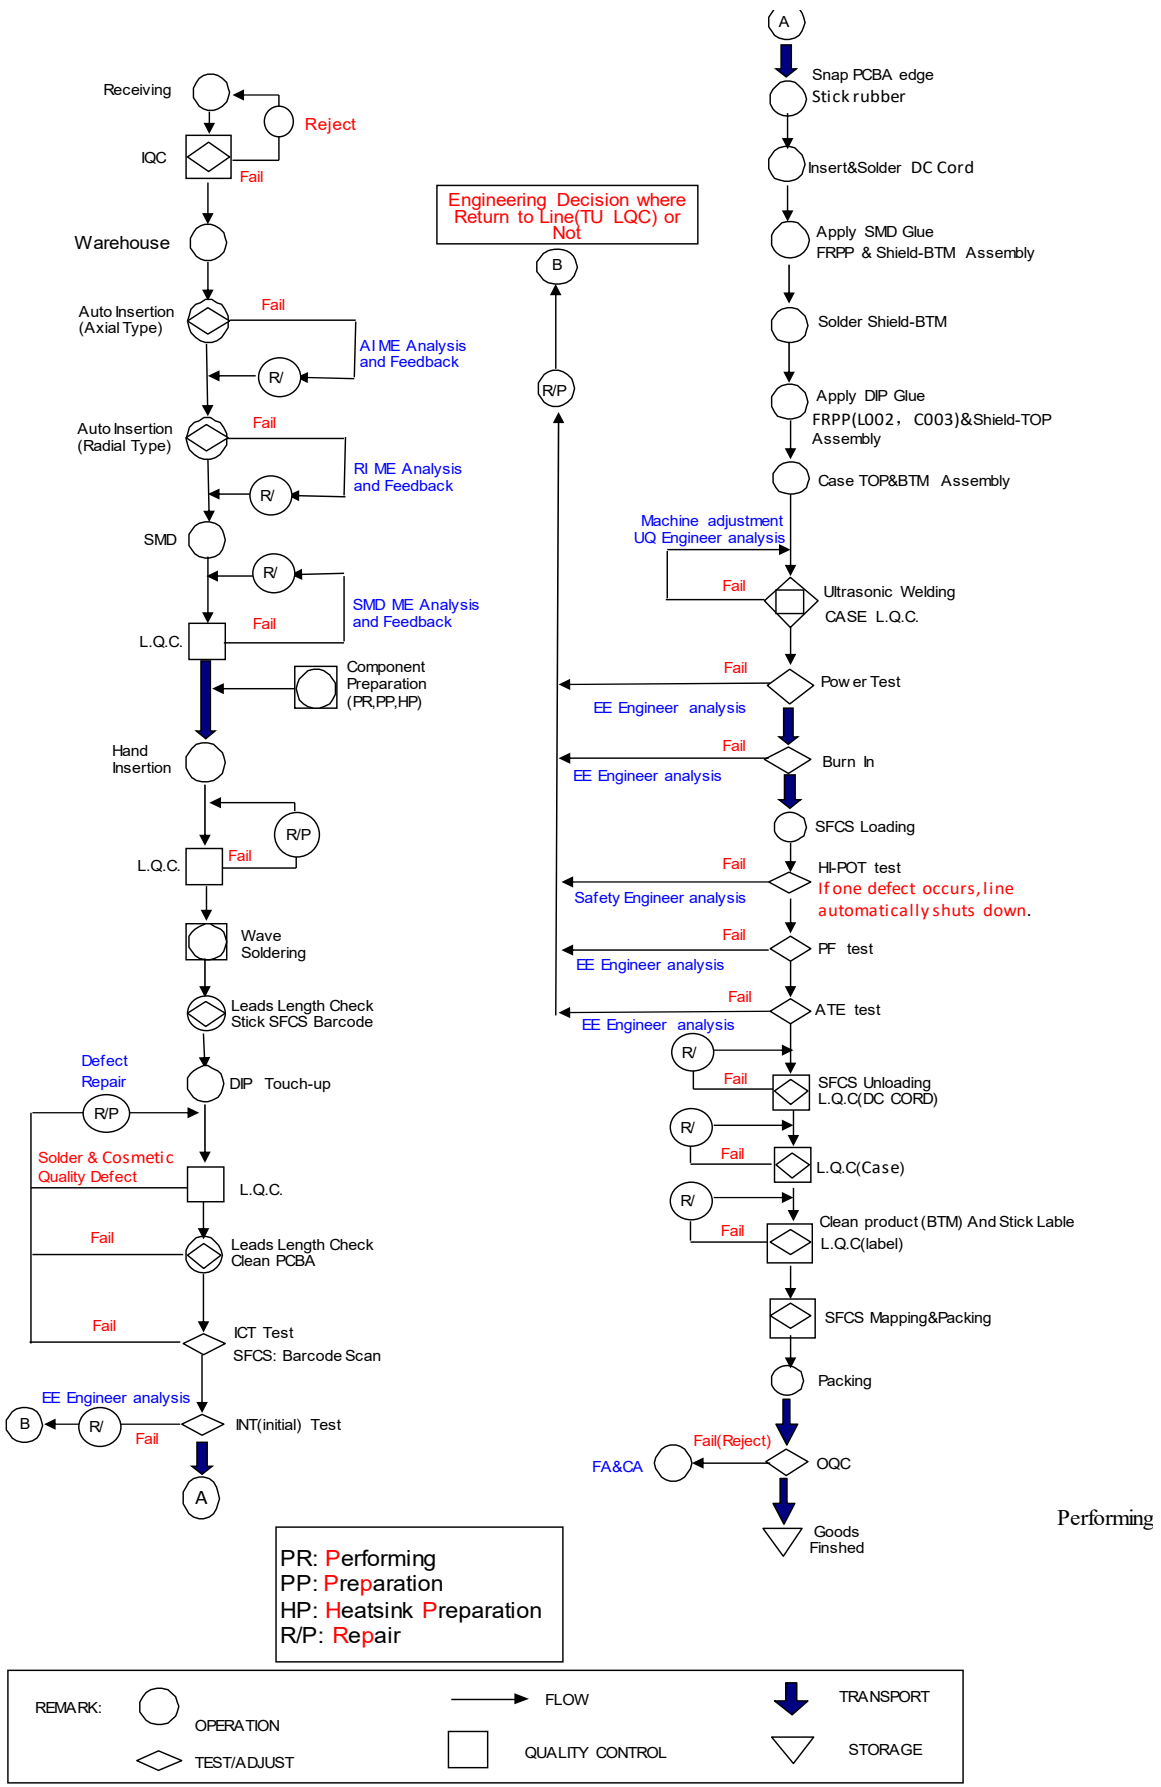 Receiving
Reject
IQC
Fail
Warehouse
Auto Insertion
(Axial Type)
Fail
AI ME Analysis
and Feedback
R/
Auto Insertion
(Radial Type)
Fail
RI ME Analysis
and Feedback
R/
SMD
R/
SMD ME Analysis
and Feedback
Fail
L.Q.C.
Component
Preparation
(PR,PP,HP)
Hand
Insertion
R/P
Fail
L.Q.C.
Wave
Soldering
Leads Length Check
Stick SFCS Barcode
Defect
Repair
DIP Touch-up
R/P
Solder & Cosmetic
Quality Defect
L.Q.C.
Fail
Leads Length Check
Clean PCBA
Fail
ICT Test
SFCS: Barcode Scan
EE Engineer analysis
B
R/
Fail
INT(initial) Test
A
Engineering Decision where
Return to Line(TU LQC) or
Not
B
R/P
A
Snap PCBA edge
Stick rubber
Insert&Solder DC Cord
Apply SMD Glue
FRPP & Shield-BTM Assembly
Solder Shield-BTM
Apply DIP Glue
FRPP(L002, C003)&Shield-TOP
Assembly
Case TOP&BTM Assembly
Machine adjustment
UQ Engineer analysis
Fail
Ultrasonic Welding
CASE L.Q.C.
Fail
Power Test
EE Engineer analysis
Fail
Burn In
EE Engineer analysis
SFCS Loading
Fail
HI-POT test
If one defect occurs, line
automatically shuts down.
Safety Engineer analysis
Fail
PF test
EE Engineer analysis
Fail
ATE test
EE Engineer analysis
R/
Fail
SFCS Unloading
L.Q.C(DC CORD)
R/
Fail
L.Q.C(Case)
R/
Fail
Clean product (BTM) And Stick Lable
L.Q.C(label)
SFCS Mapping&Packing
Packing
Fail(Reject)
FA&CA
OQC
Goods
Finshed
Performing
PR: Performing
PP: Preparation
HP: Heatsink Preparation
R/P: Repair
REMARK:
OPERATION
FLOW
TRANSPORT
TEST/ADJUST
QUALITY CONTROL
STORAGE